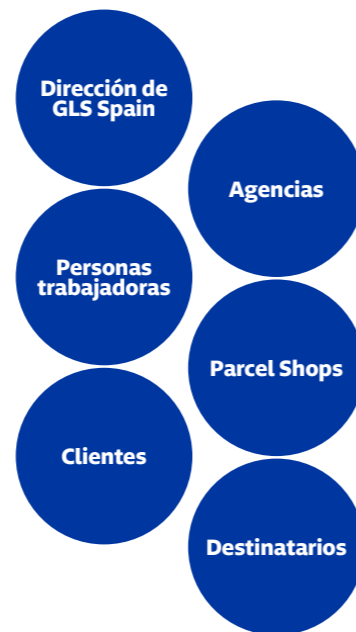 Dirección de
GLS Spain
Agencias
Personas
trabajadoras
Parcel Shops
Clientes
Destinatarios